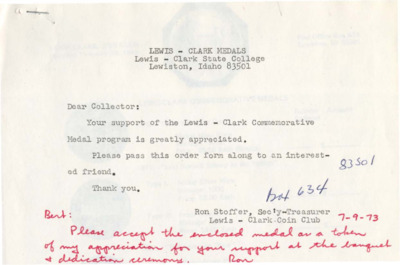 LEWIS - CLARK MEDALS
Lewis - Clark State College
Lewiston, Idaho 83501
Dear Collector:
Your support of the Lewis - Clark Commemorative
Medal program is greatly appreciated.
Please pass this order form along to an interest-
ed friend.
83501
Thank you.
Box 634
Ron Stoffer, Sec'y-Treasurer
Lewis - Clark Coin Club
7-9-73
Bert:
Please accept the enclosed medal as a token
of my appreciation for your support at the banquet
& dedication ceremony. Ron